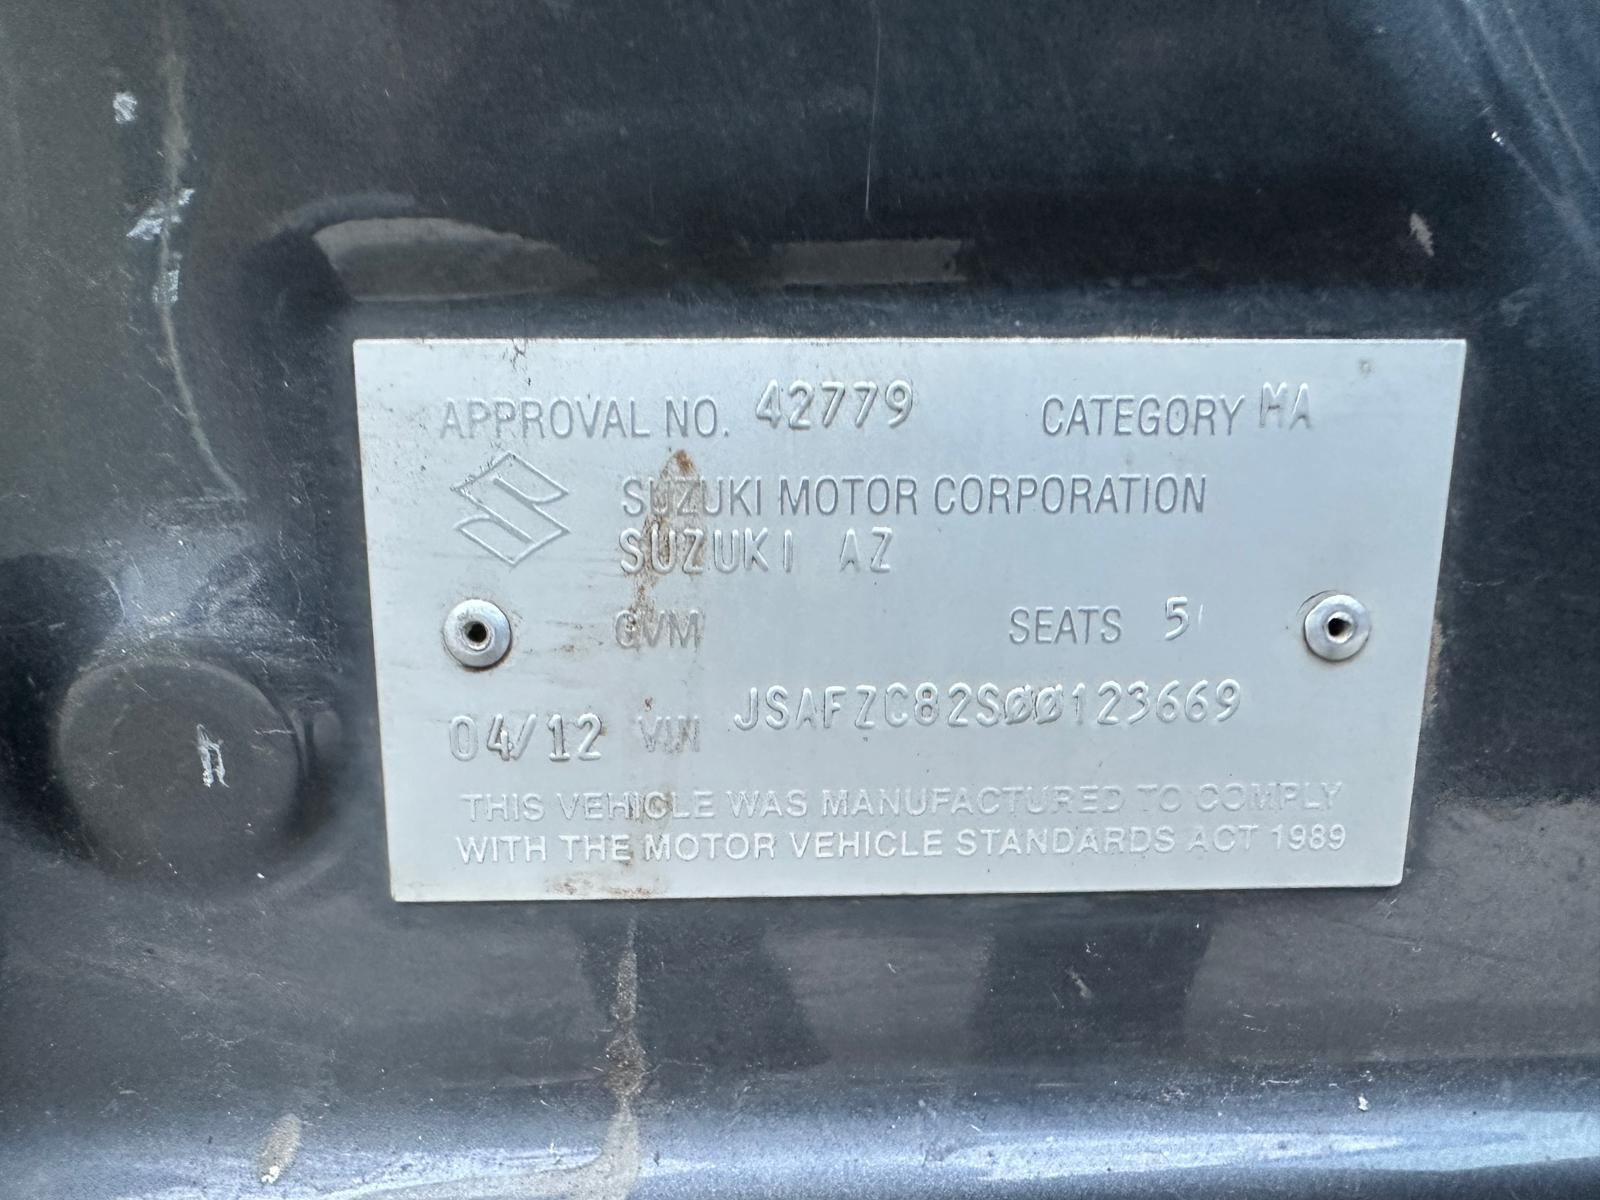 APPROVAL NO. 42779 CATEGORY MA
SUZUKI MOTOR CORPORATION
SUZUKI AZ
GVM SEATS 5
04/12 VIN JSAFZC82S00123669
THIS VEHICLE WAS MANUFACTURED TO COMPLY
WITH THE MOTOR VEHICLE STANDARDS ACT 1989